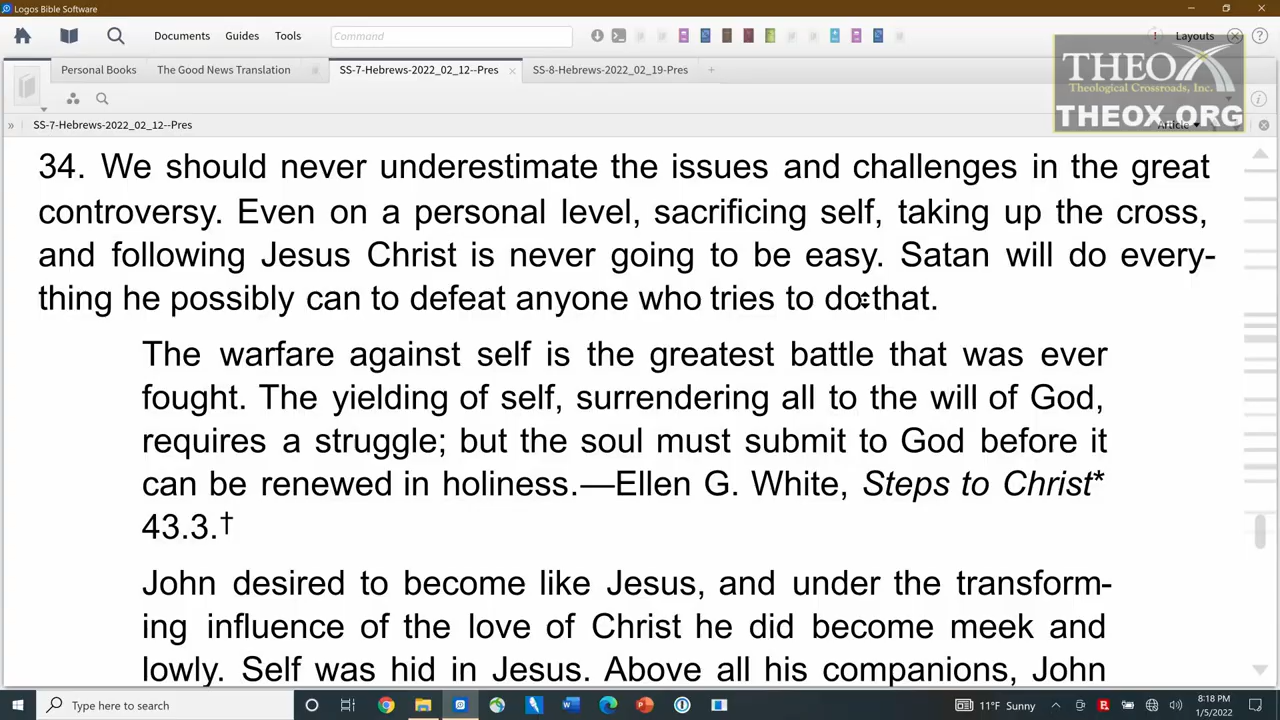 Logos Bible Software
Documents Guides Tools Command Layouts
Personal Books The Good News Translation SS-7-Hebrews-2022_02_12--Pres SS-8-Hebrews-2022_02_19-Pres
THEOX
Theological Crossroads, Inc.
THEOX.ORG
SS-7-Hebrews-2022_02_12--Pres Article
34. We should never underestimate the issues and challenges in the great
controversy. Even on a personal level, sacrificing self, taking up the cross,
and following Jesus Christ is never going to be easy. Satan will do every-
thing he possibly can to defeat anyone who tries to do that.
The warfare against self is the greatest battle that was ever
fought. The yielding of self, surrendering all to the will of God,
requires a struggle; but the soul must submit to God before it
can be renewed in holiness.—Ellen G. White, Steps to Christ*
43.3.†
John desired to become like Jesus, and under the transform-
ing influence of the love of Christ he did become meek and
lowly. Self was hid in Jesus. Above all his companions, John
Type here to search
11°F Sunny
8:18 PM
1/5/2022